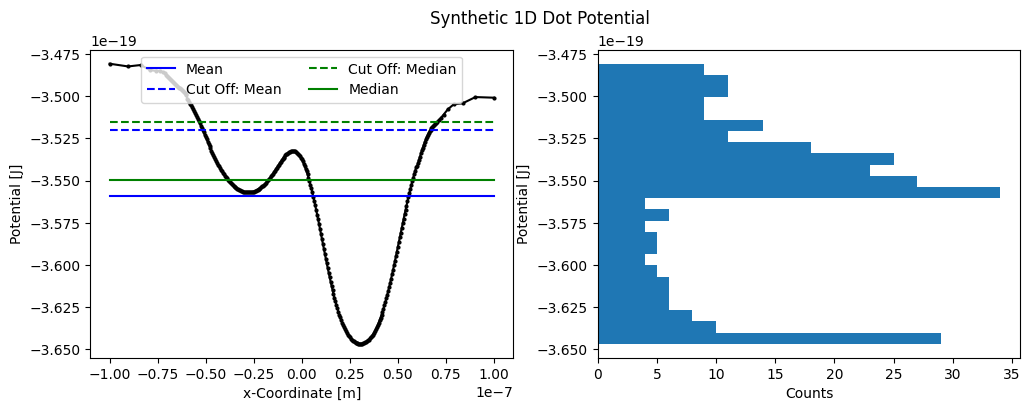 Synthetic 1D Dot Potential
1e−19
−3.475
−3.500
−3.525
−3.550
−3.575
−3.600
−3.625
−3.650
Potential [J]
Mean
Cut Off: Mean
Cut Off: Median
Median
−1.00 −0.75 −0.50 −0.25 0.00 0.25 0.50 0.75 1.00
x-Coordinate [m]
1e−7
1e−19
−3.475
−3.500
−3.525
−3.550
−3.575
−3.600
−3.625
−3.650
Potential [J]
0 5 10 15 20 25 30 35
Counts